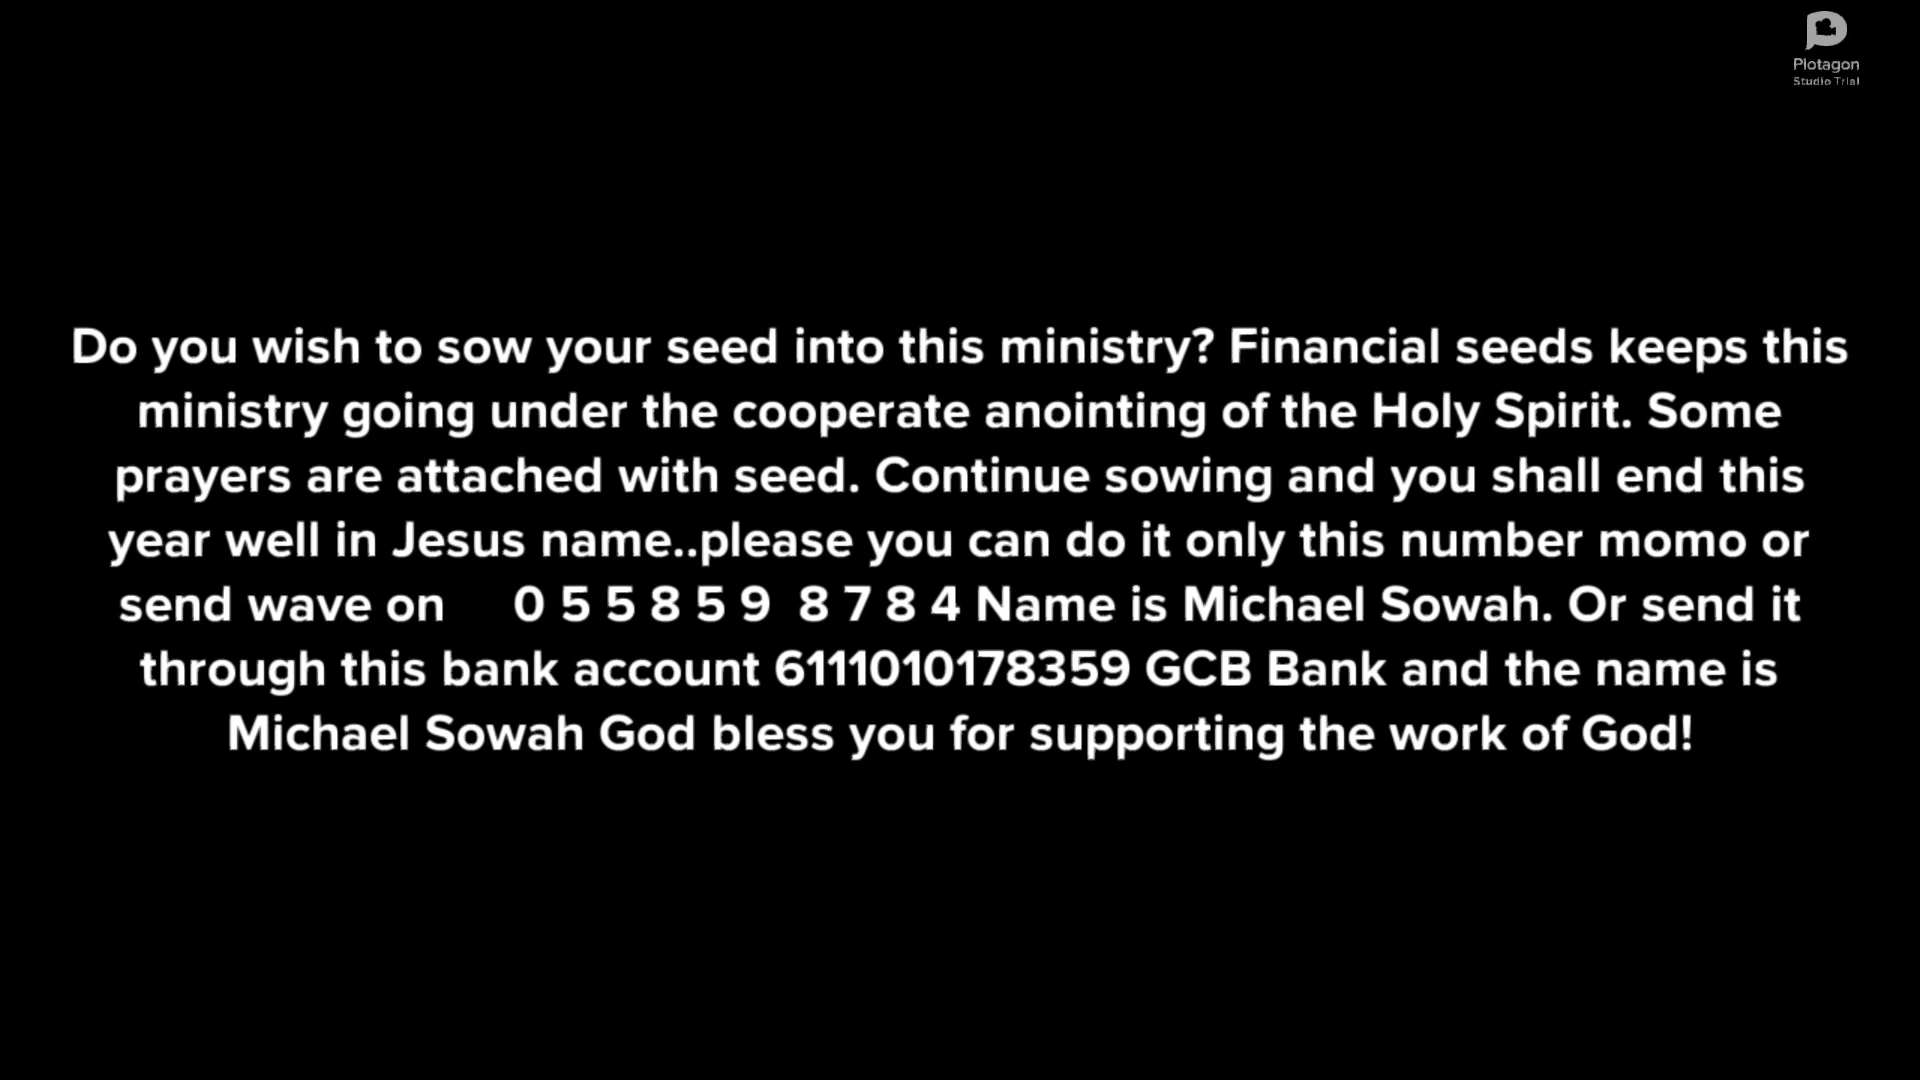 Plotagon
Studio Trial
Do you wish to sow your seed into this ministry? Financial seeds keeps this
ministry going under the cooperate anointing of the Holy Spirit. Some
prayers are attached with seed. Continue sowing and you shall end this
year well in Jesus name..please you can do it only this number momo or
send wave on 0 5 5 8 5 9 8 7 8 4 Name is Michael Sowah. Or send it
through this bank account 6111010178359 GCB Bank and the name is
Michael Sowah God bless you for supporting the work of God!